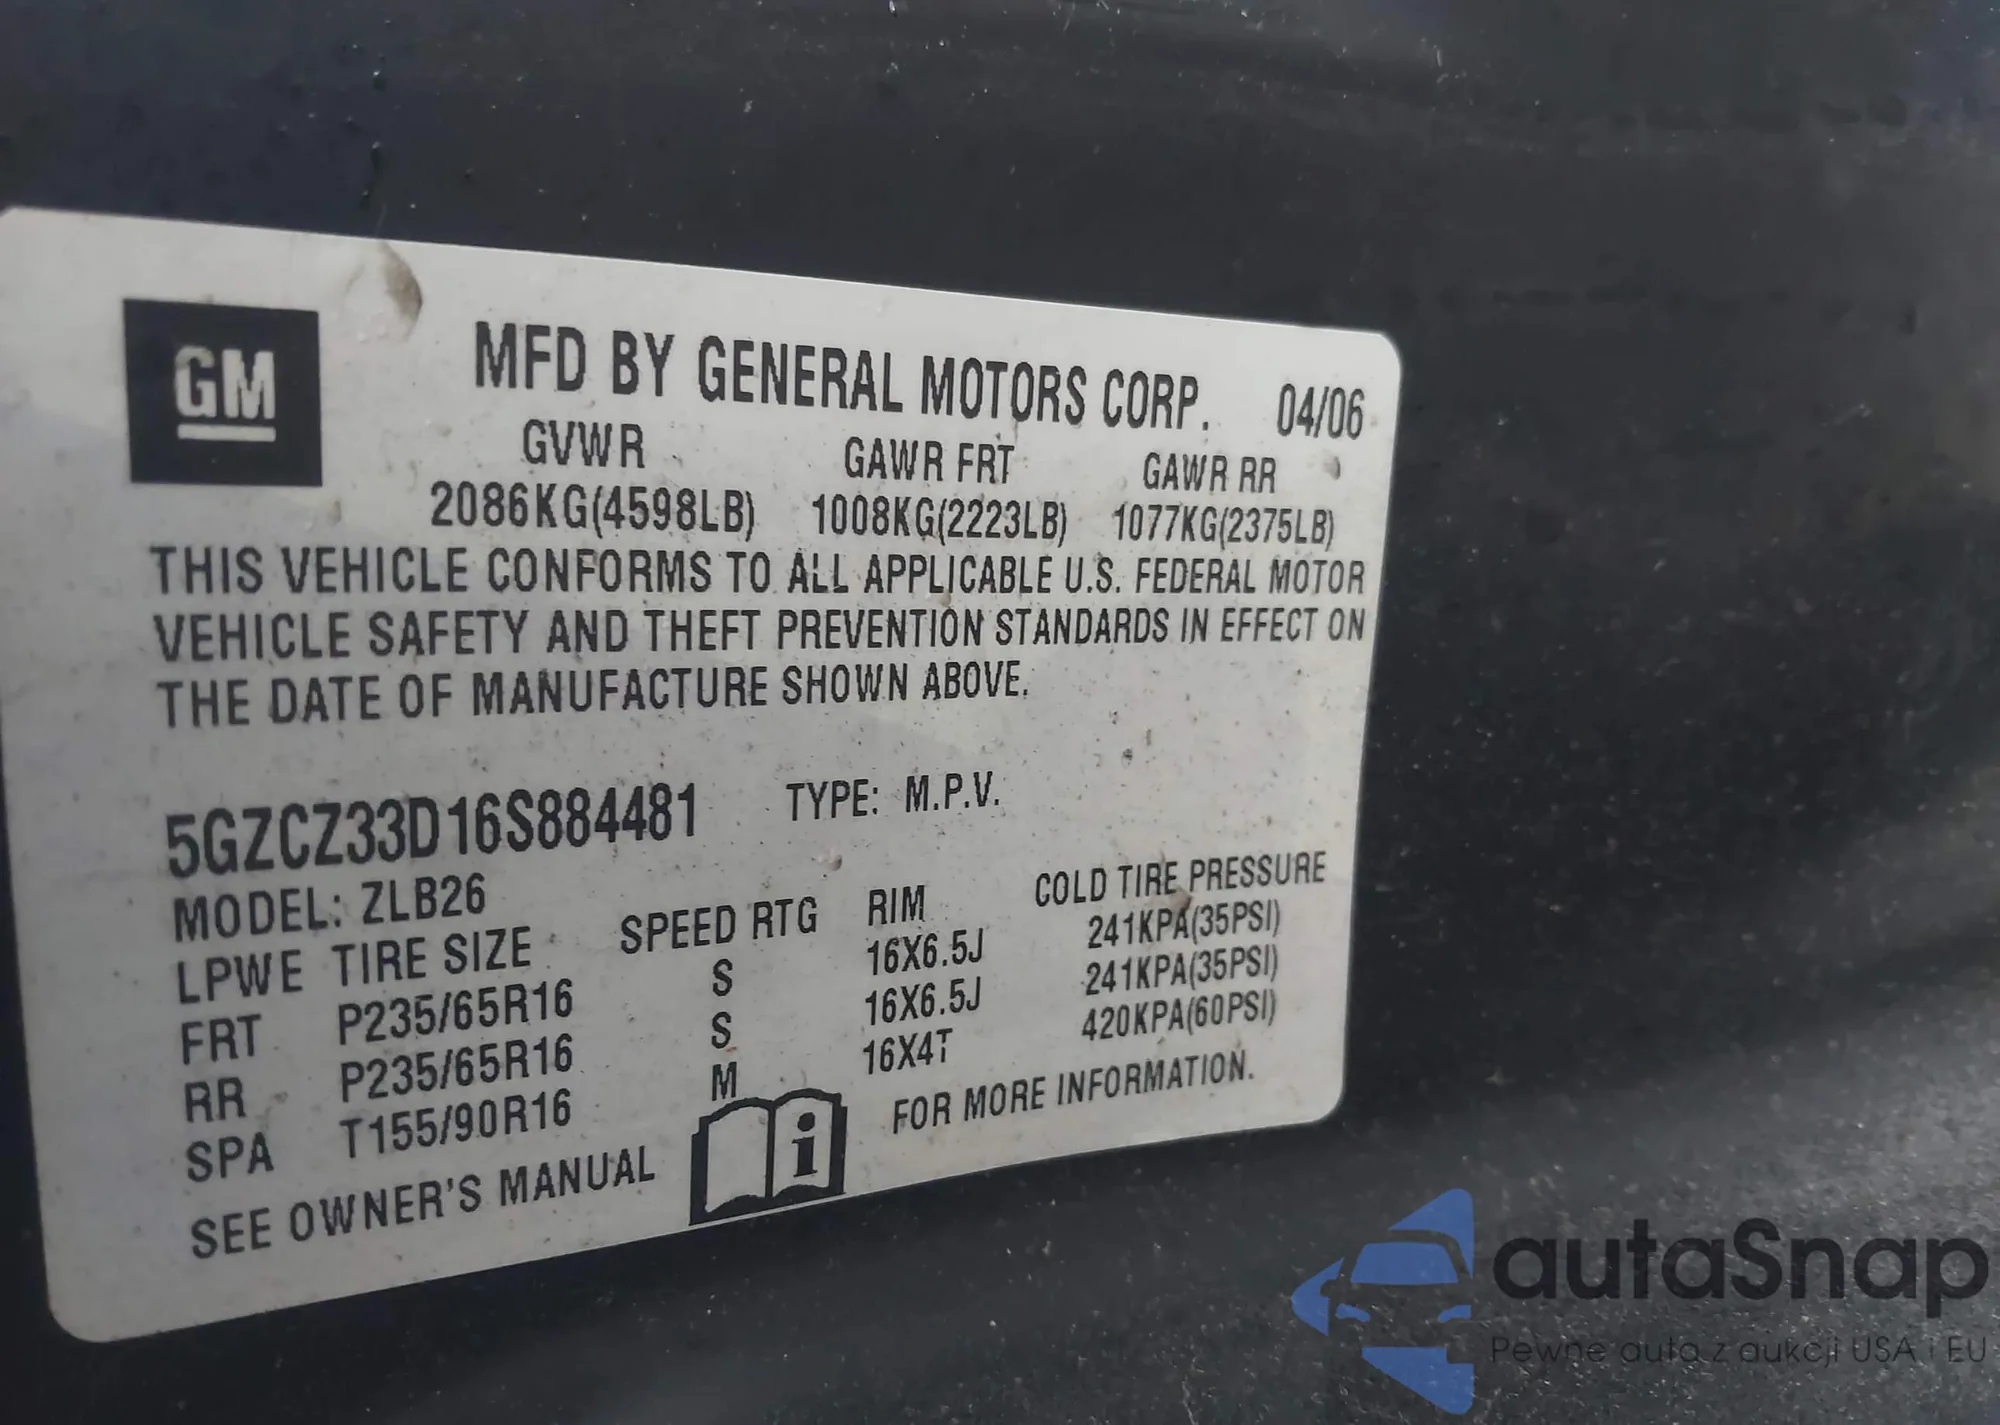 GM
MFD BY GENERAL MOTORS CORP. 04/06
GVWR GAWR FRT GAWR RR
2086KG(4598LB) 1008KG(2223LB) 1077KG(2375LB)
THIS VEHICLE CONFORMS TO ALL APPLICABLE U.S. FEDERAL MOTOR
VEHICLE SAFETY AND THEFT PREVENTION STANDARDS IN EFFECT ON
THE DATE OF MANUFACTURE SHOWN ABOVE.
5GZCZ33D16S884481 TYPE: M.P.V.
MODEL: ZLB26
LPWE TIRE SIZE SPEED RTG RIM COLD TIRE PRESSURE
FRT P235/65R16 S 16X6.5J 241KPA(35PSI)
RR P235/65R16 S 16X6.5J 241KPA(35PSI)
SPA T155/90R16 M 16X4T 420KPA(60PSI)
SEE OWNER'S MANUAL i FOR MORE INFORMATION.
autaSnap
Pewne auta z aukcji USA i EU